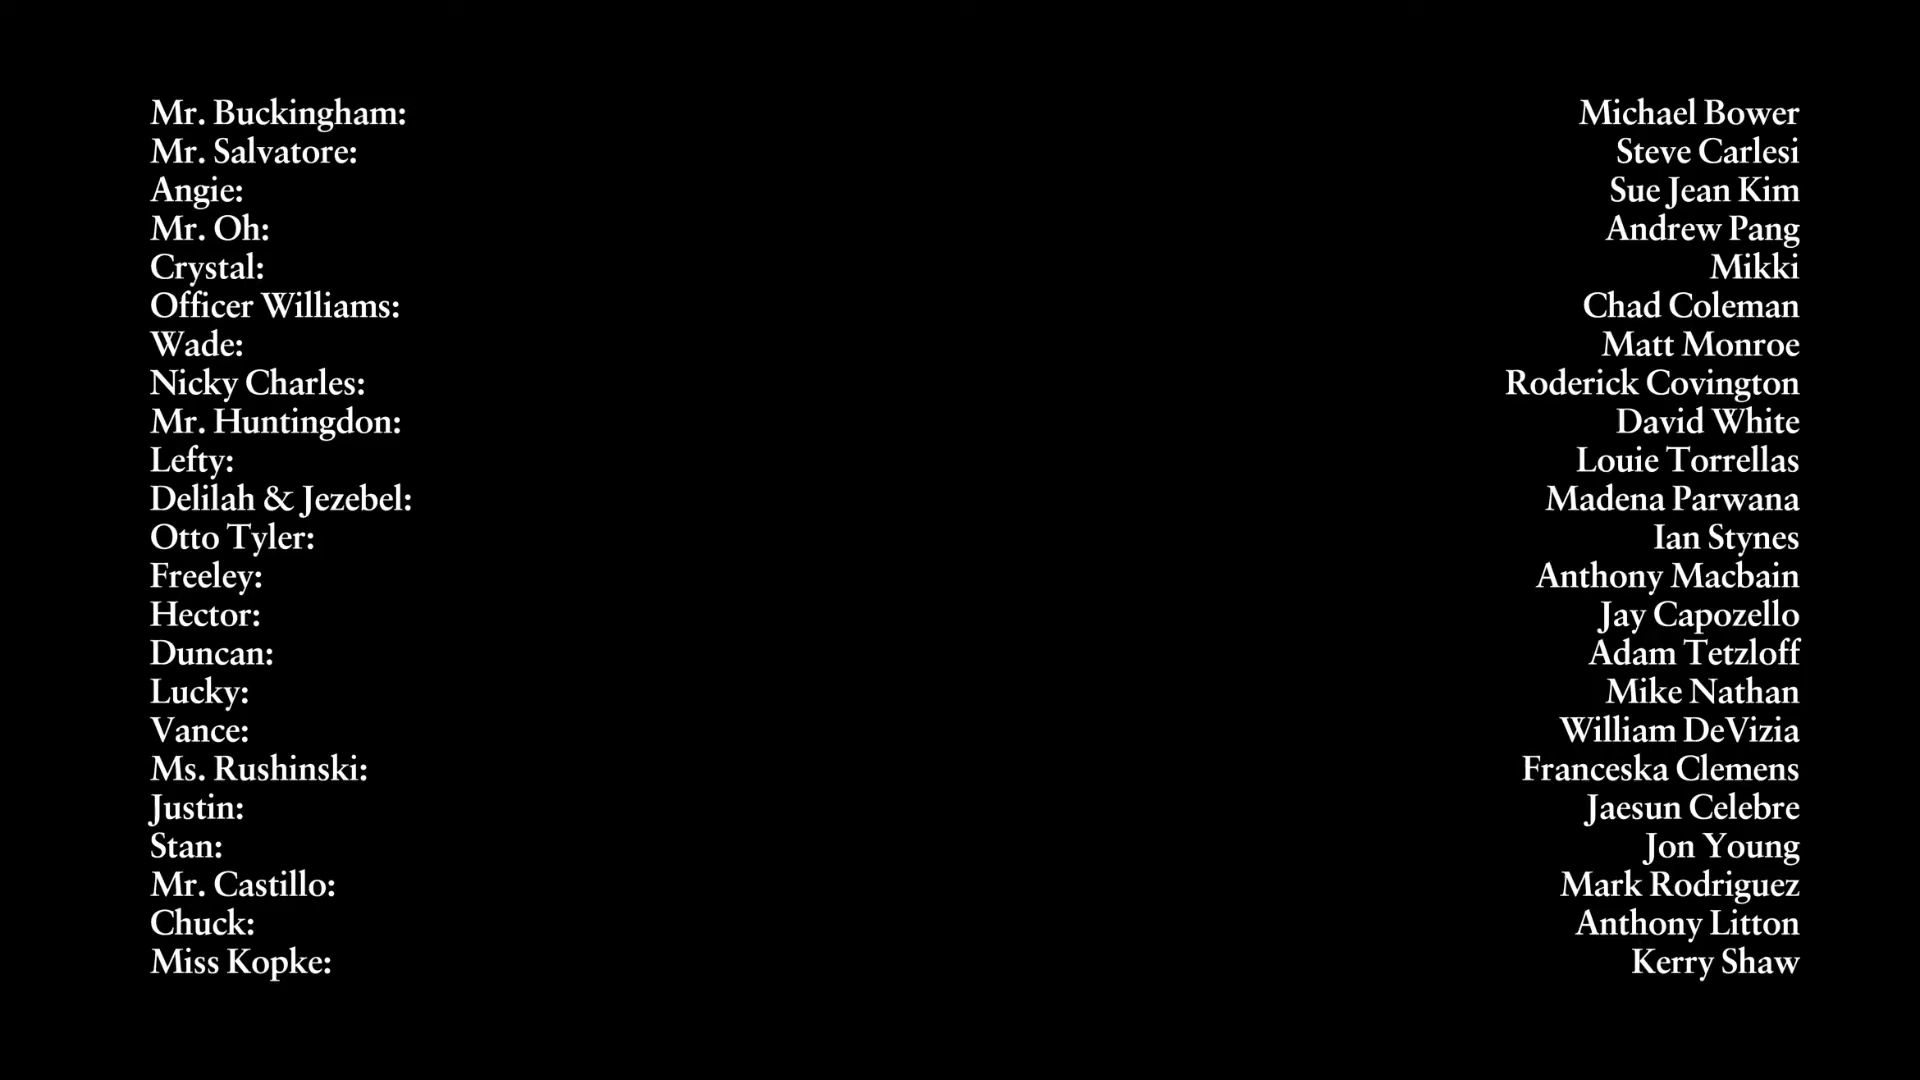 Mr. Buckingham: Michael Bower
Mr. Salvatore: Steve Carlesi
Angie: Sue Jean Kim
Mr. Oh: Andrew Pang
Crystal: Mikki
Officer Williams: Chad Coleman
Wade: Matt Monroe
Nicky Charles: Roderick Covington
Mr. Huntingdon: David White
Lefty: Louie Torrellas
Delilah & Jezebel: Madena Parwana
Otto Tyler: Ian Stynes
Freeley: Anthony Macbain
Hector: Jay Capozello
Duncan: Adam Tetzloff
Lucky: Mike Nathan
Vance: William DeVizia
Ms. Rushinski: Franceska Clemens
Justin: Jaesun Celebre
Stan: Jon Young
Mr. Castillo: Mark Rodriguez
Chuck: Anthony Litton
Miss Kopke: Kerry Shaw